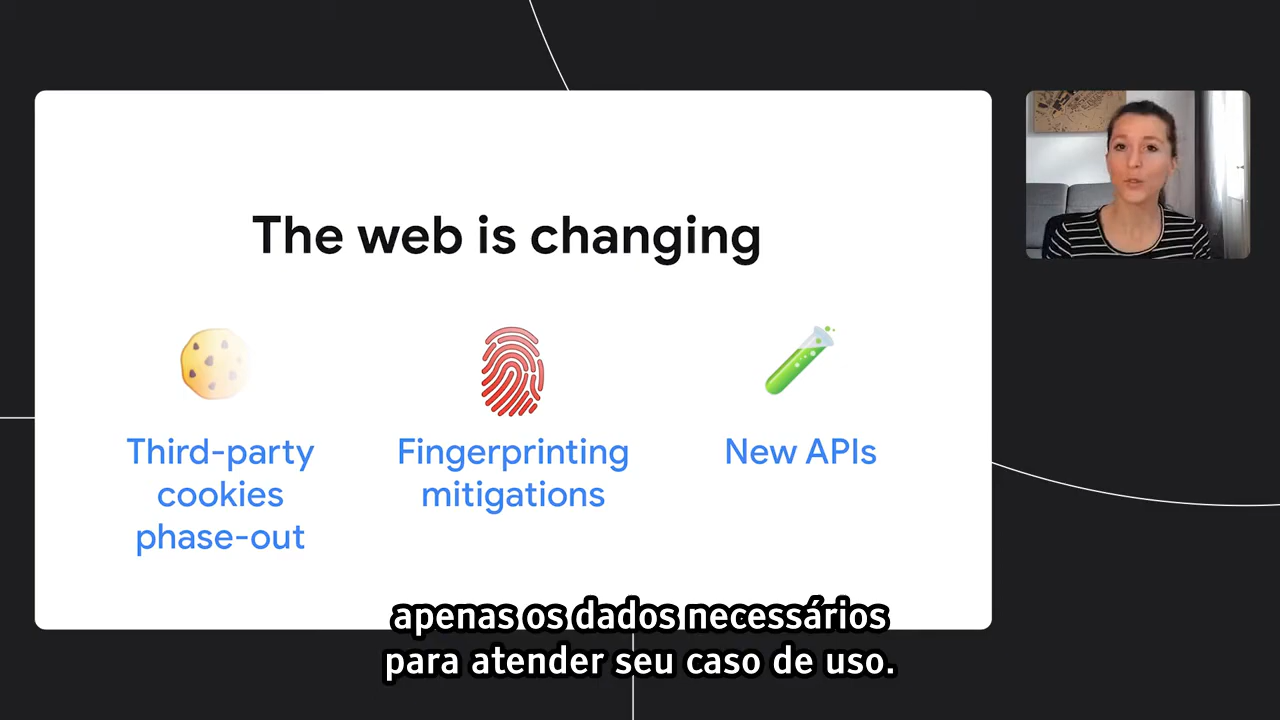 The web is changing
Third-party
cookies
phase-out
Fingerprinting
mitigations
New APIs
apenas os dados necessários
para atender seu caso de uso.